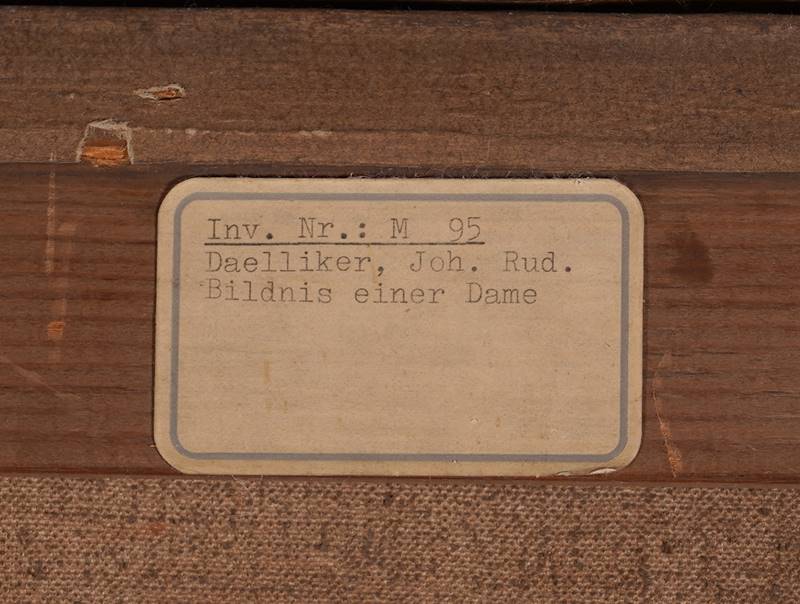 Inv. Nr.: M 95
Daelliker, Joh. Rud.
Bildnis einer Dame